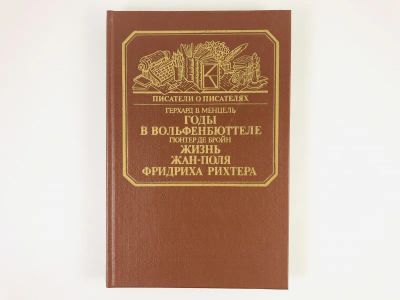 ПИСАТЕЛИ О ПИСАТЕЛЯХ
ГЕРХАРД В. МЕНЦЕЛЬ
ГОДЫ
В ВОЛЬФЕНБЮТТЕЛЕ
ГЮНТЕР ДЕ БРОЙН
ЖИЗНЬ
ЖАН-ПОЛЯ
ФРИДРИХА РИХТЕРА